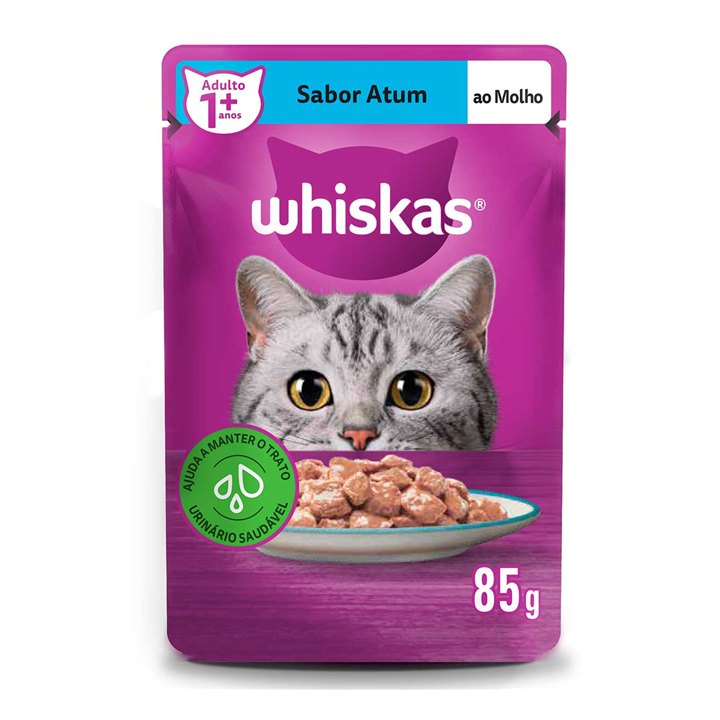 Adulto
1+
anos
Sabor Atum
ao Molho
whiskas®
AJUDA A MANTER O TRATO
URINÁRIO SAUDÁVEL
85g